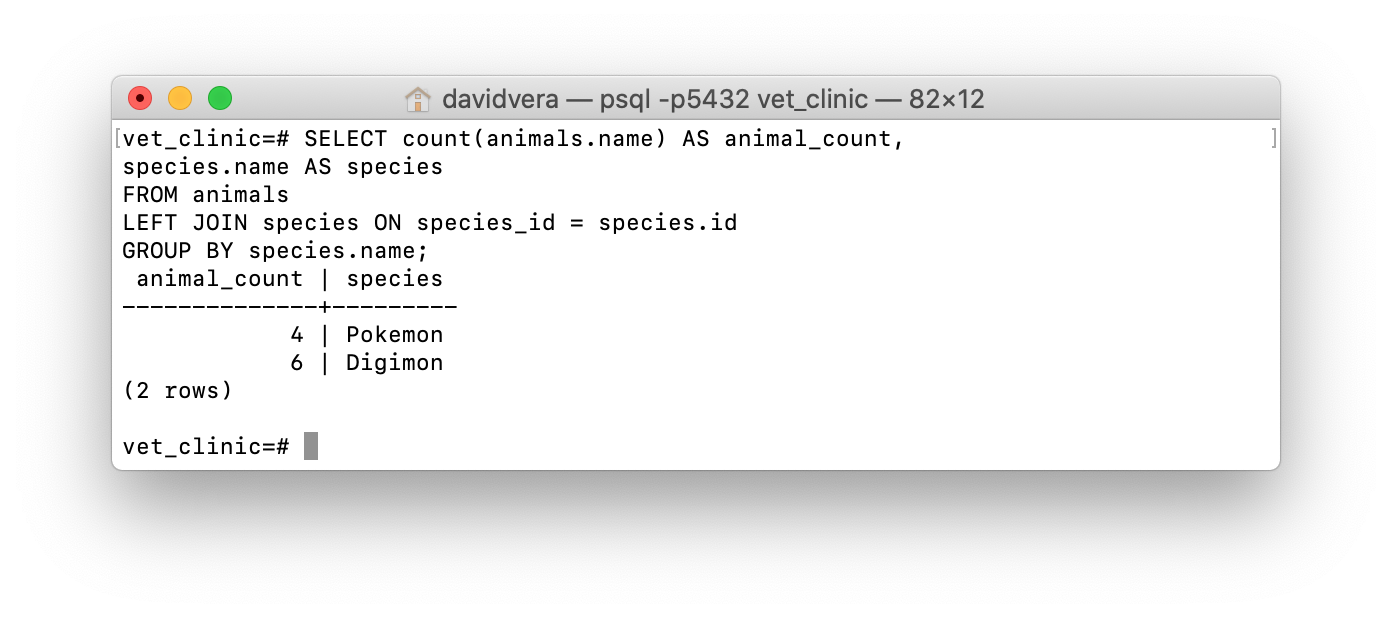 davidvera — psql -p5432 vet_clinic — 82×12
[vet_clinic=# SELECT count(animals.name) AS animal_count, ]
species.name AS species
FROM animals
LEFT JOIN species ON species_id = species.id
GROUP BY species.name;
 animal_count | species
--------------+---------
            4 | Pokemon
            6 | Digimon
(2 rows)
vet_clinic=#